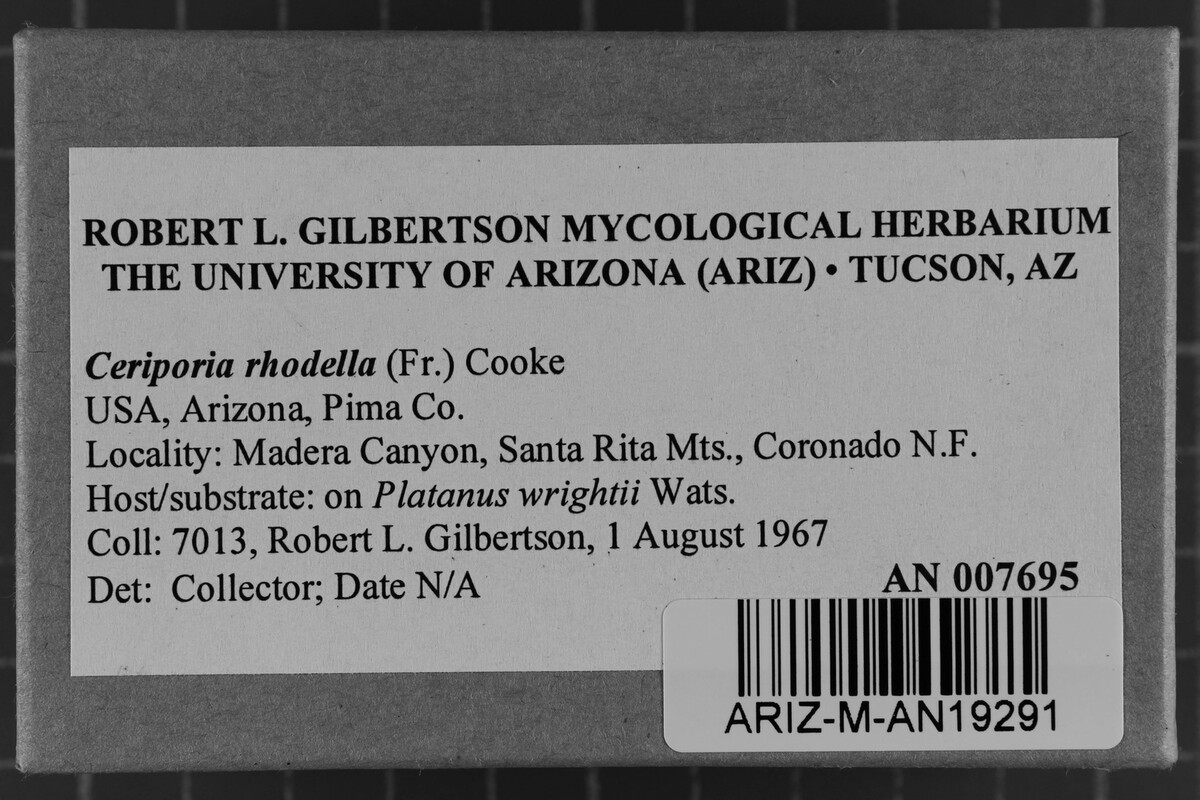 ROBERT L. GILBERTSON MYCOLOGICAL HERBARIUM
THE UNIVERSITY OF ARIZONA (ARIZ) • TUCSON, AZ
Ceriporia rhodella (Fr.) Cooke
USA, Arizona, Pima Co.
Locality: Madera Canyon, Santa Rita Mts., Coronado N.F.
Host/substrate: on Platanus wrightii Wats.
Coll: 7013, Robert L. Gilbertson, 1 August 1967
Det: Collector; Date N/A
AN 007695
ARIZ-M-AN19291